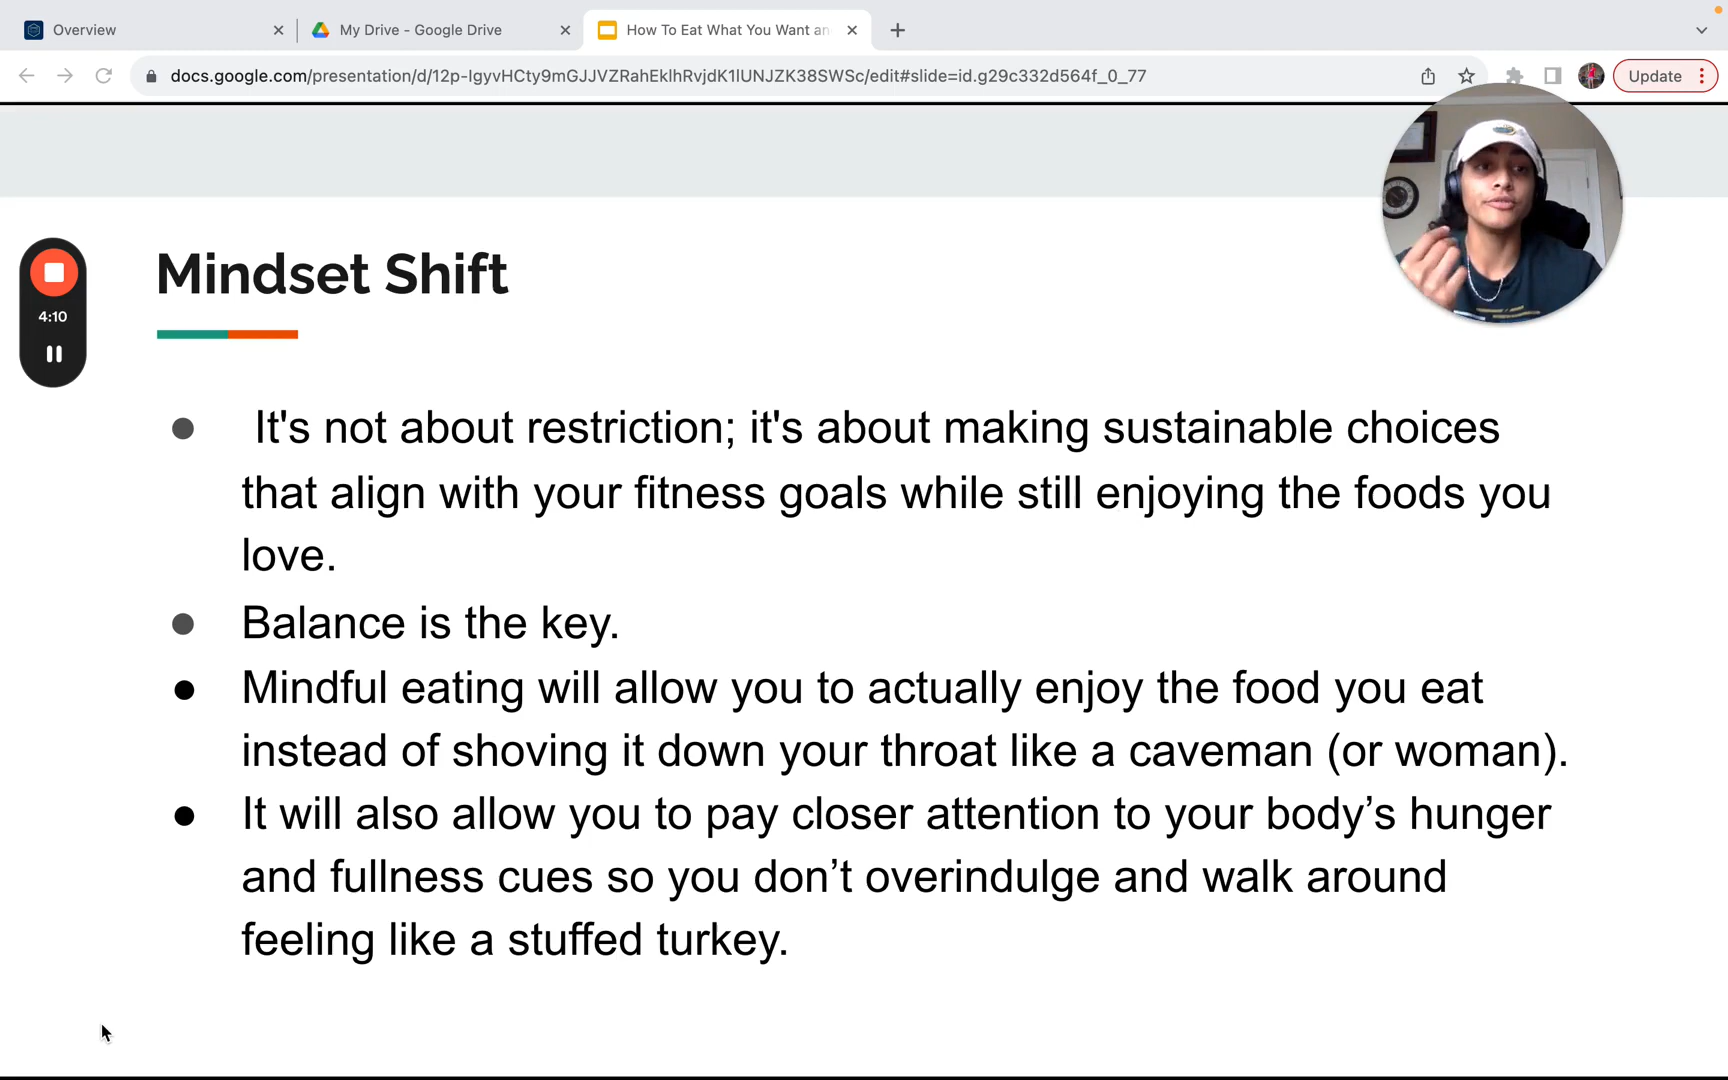 Overview
My Drive - Google Drive
How To Eat What You Want an
docs.google.com/presentation/d/12p-IgyvHCty9mGJJVZRahEklhRvjdK1lUNJZK38SWSc/edit#slide=id.g29c332d564f_0_77
Update
4:10
Mindset Shift
It's not about restriction; it's about making sustainable choices
that align with your fitness goals while still enjoying the foods you
love.
Balance is the key.
Mindful eating will allow you to actually enjoy the food you eat
instead of shoving it down your throat like a caveman (or woman).
It will also allow you to pay closer attention to your body’s hunger
and fullness cues so you don’t overindulge and walk around
feeling like a stuffed turkey.